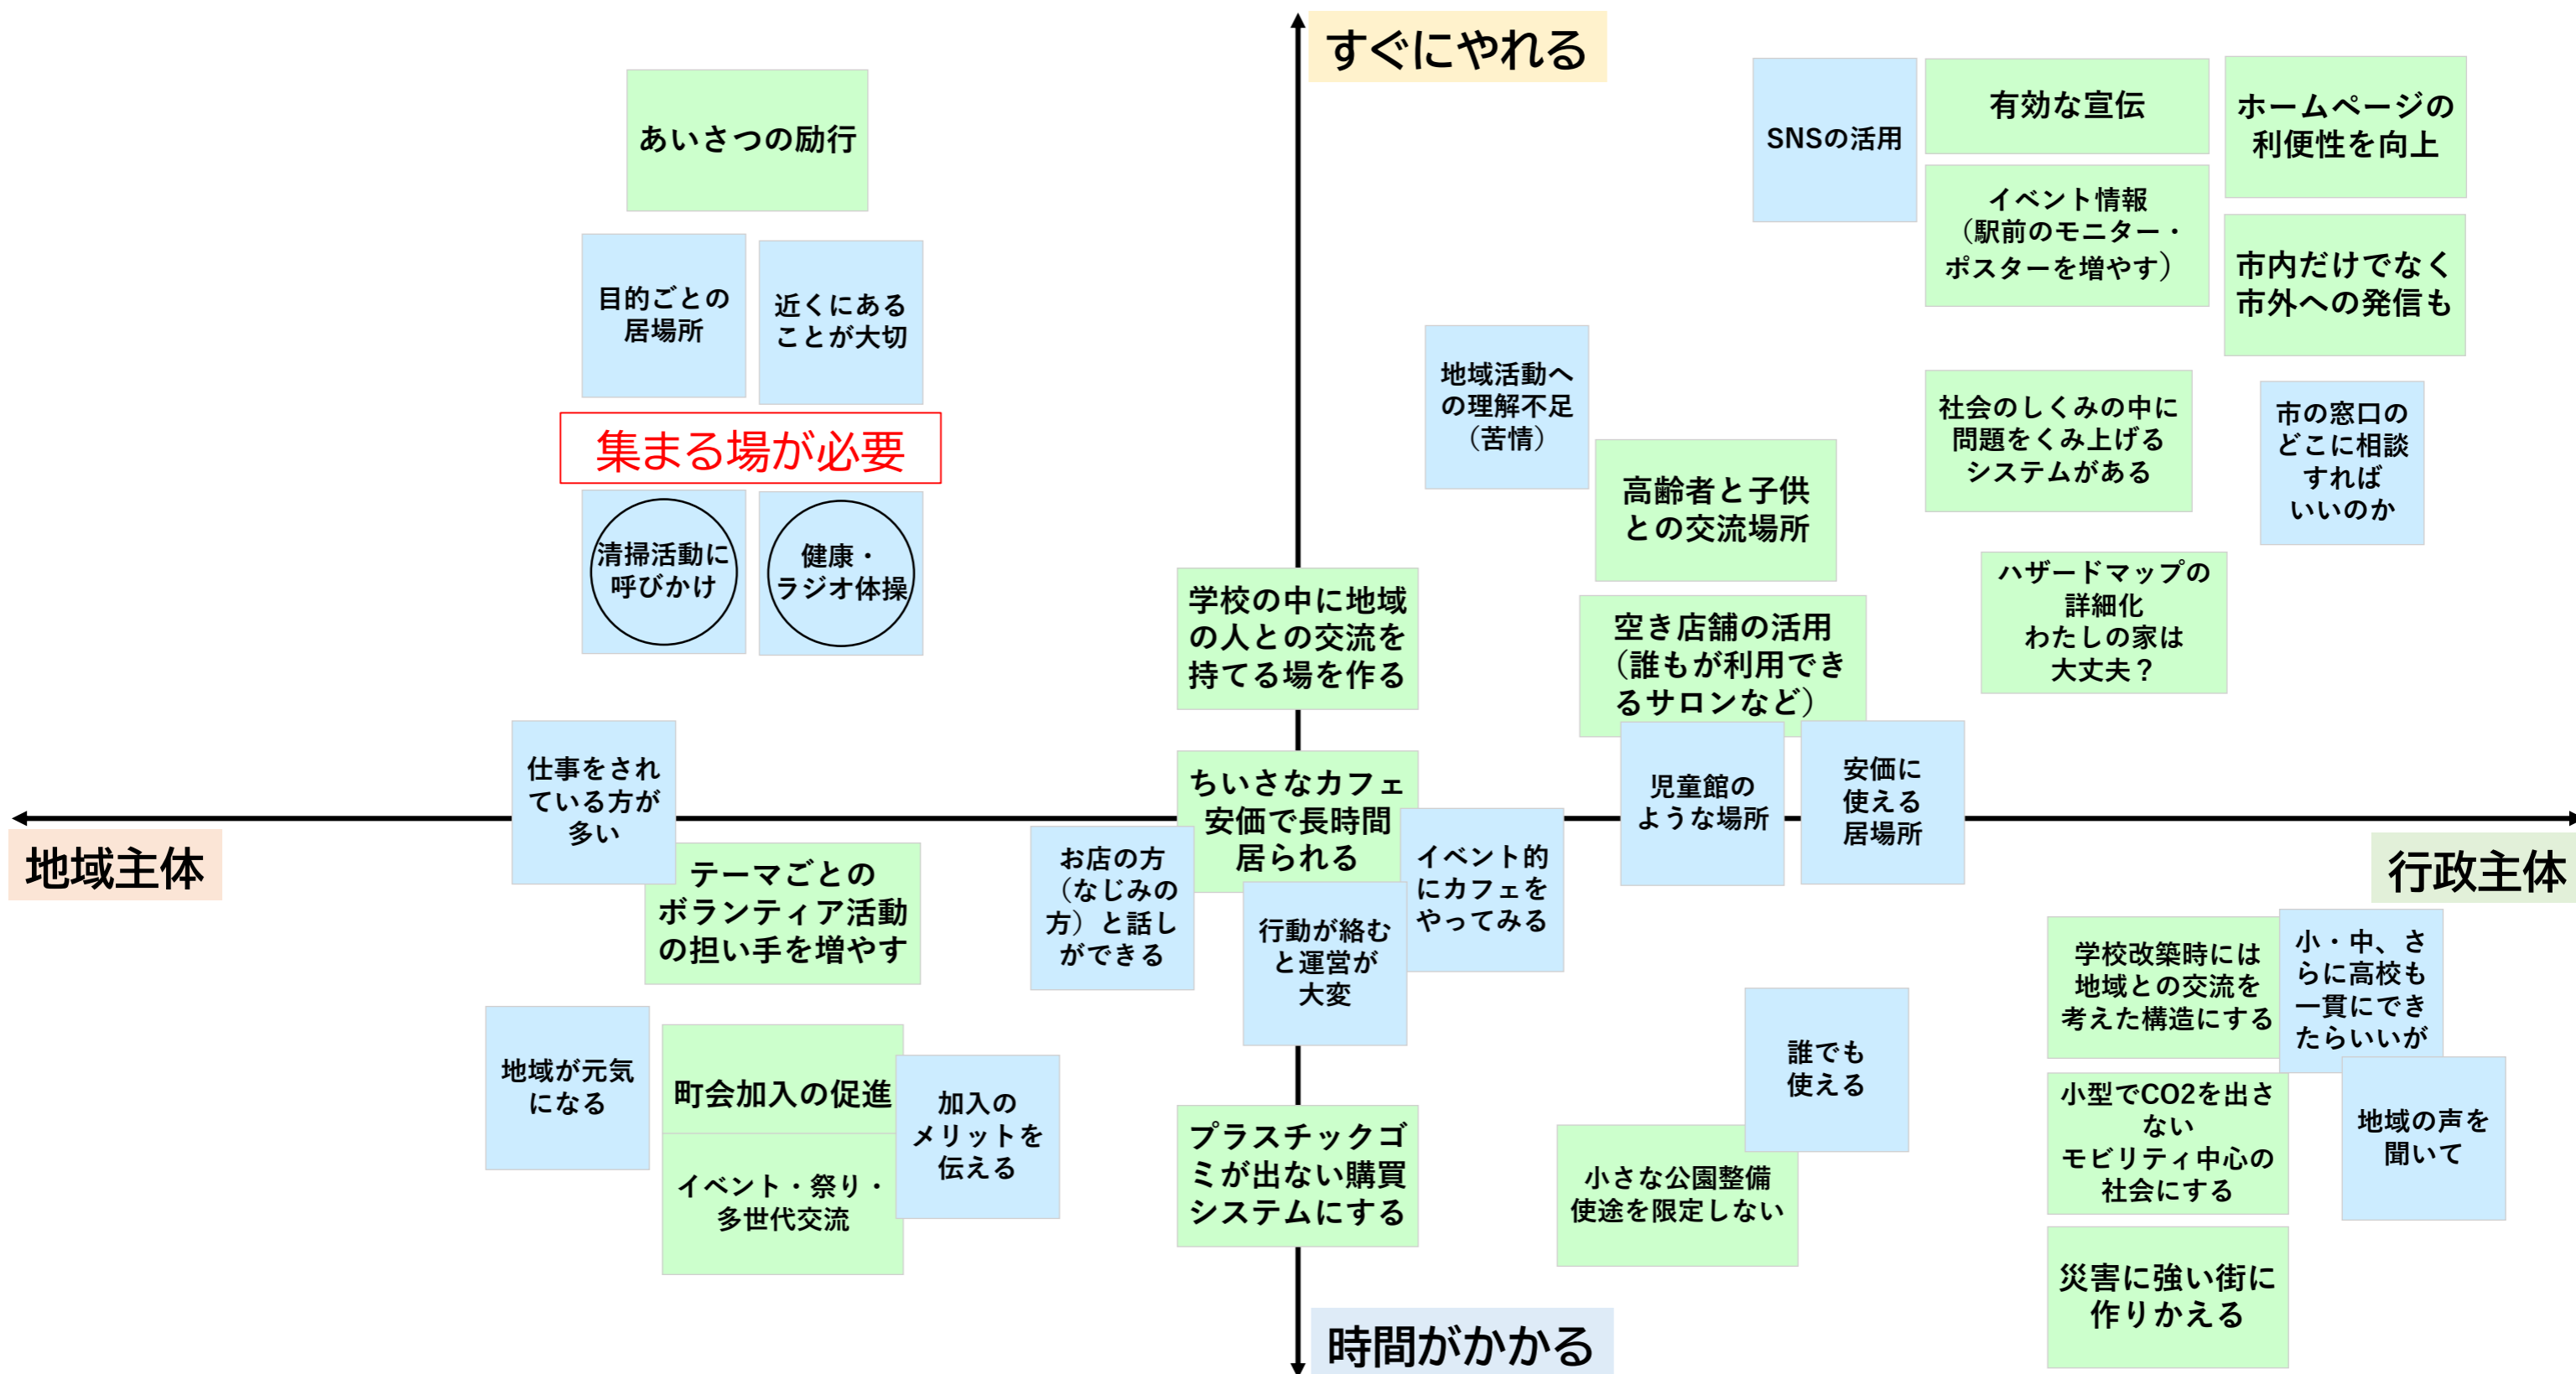 すぐにやれる
あいさつの励行
目的ごとの
居場所
近くにある
ことが大切
集まる場が必要
清掃活動に
呼びかけ
健康・
ラジオ体操
SNSの活用
有効な宣伝
ホームページの
利便性を向上
イベント情報
（駅前のモニター・
ポスターを増やす）
市内だけでなく
市外への発信も
地域活動へ
の理解不足
（苦情）
高齢者と子供
との交流場所
社会のしくみの中に
問題をくみ上げる
システムがある
市の窓口の
どこに相談
すれば
いいのか
学校の中に地域
の人との交流を
持てる場を作る
空き店舗の活用
（誰もが利用でき
るサロンなど）
ハザードマップの
詳細化
わたしの家は
大丈夫？
仕事をされ
ている方が
多い
ちいさなカフェ
安価で長時間
居られる
児童館の
ような場所
安価に
使える
居場所
地域主体
行政主体
テーマごとの
ボランティア活動
の担い手を増やす
お店の方
（なじみの
方）と話し
ができる
行動が絡む
と運営が
大変
イベント的
にカフェを
やってみる
学校改築時には
地域との交流を
考えた構造にする
小・中、さ
らに高校も
一貫にでき
たらいいが
地域が元気
になる
町会加入の促進
加入の
メリットを
伝える
イベント・祭り・
多世代交流
プラスチックゴ
ミが出ない購買
システムにする
誰でも
使える
小さな公園整備
使途を限定しない
小型でCO2を出さ
ない
モビリティ中心の
社会にする
地域の声を
聞いて
災害に強い街に
作りかえる
時間がかかる